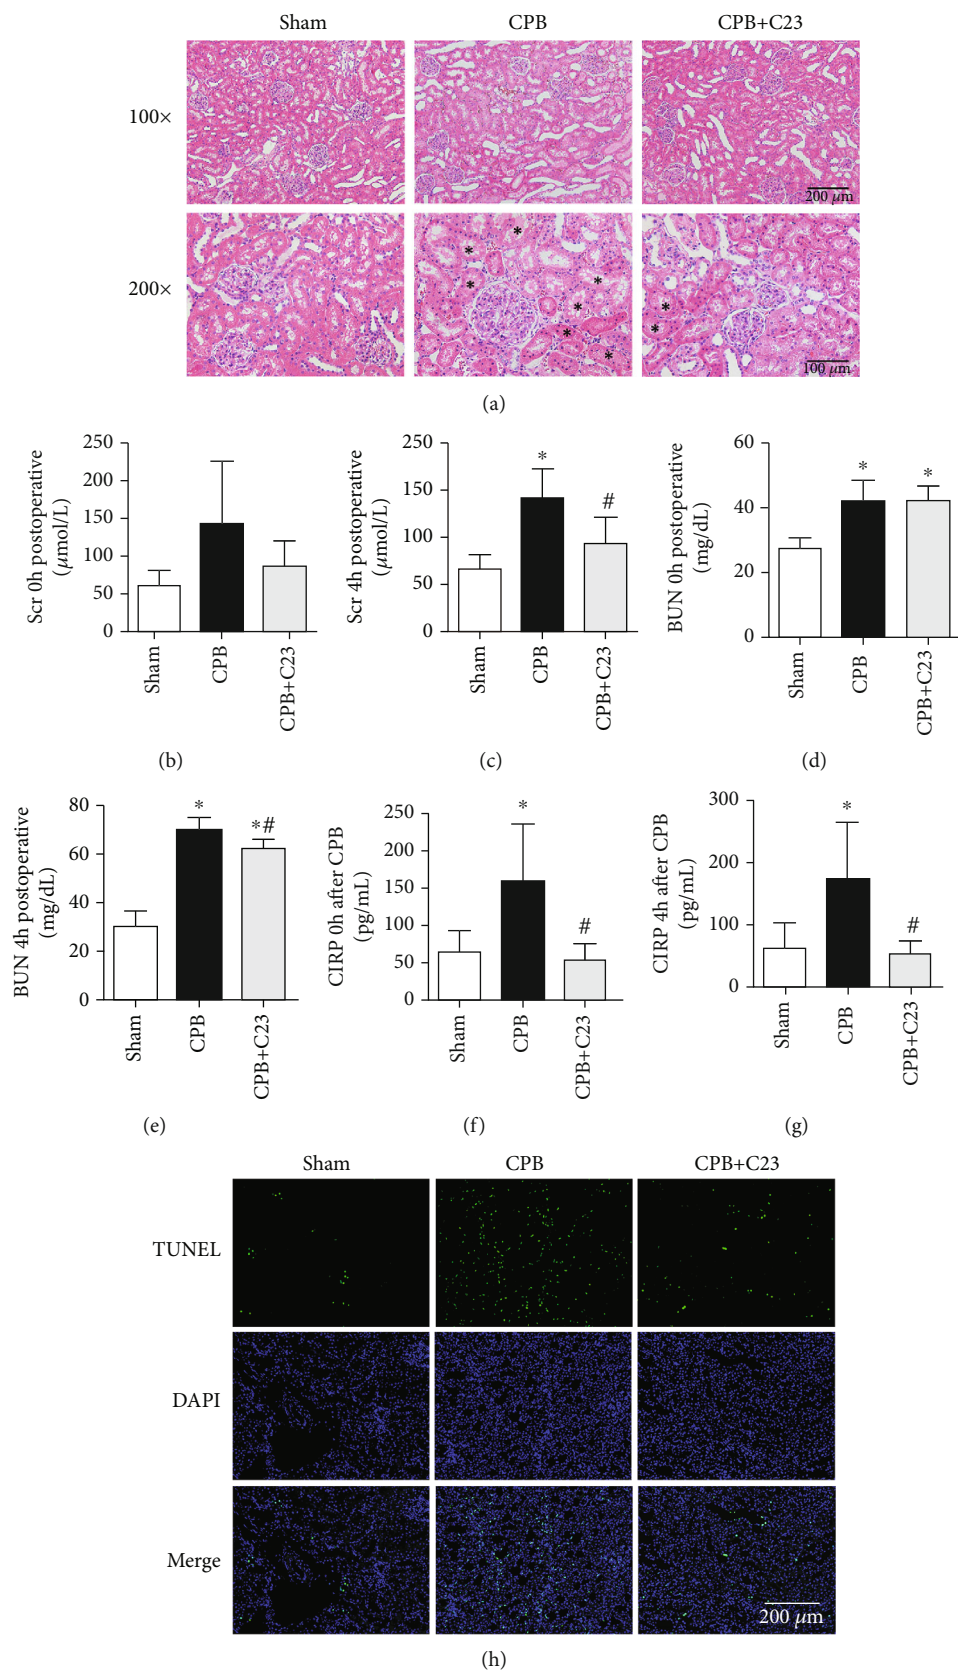 Sham CPB CPB+C23
100×
200 μm
200×
* * * * * * * *
* *
100 μm
(a)
Scr 0h postoperative
(μmol/L)
250
200
150
100
50
0
Sham
CPB
CPB+C23
(b)
Scr 4h postoperative
(μmol/L)
250
150
100
50
0
*
#
Sham
CPB
CPB+C23
(c)
BUN 0h postoperative
(mg/dL)
60
40
20
0
*
*
Sham
CPB
CPB+C23
(d)
BUN 4h postoperative
(mg/dL)
80
60
40
20
0
*
*#
Sham
CPB
CPB+C23
(e)
CIRP 0h after CPB
(pg/mL)
250
200
150
100
50
0
*
#
Sham
CPB
CPB+C23
(f)
CIRP 4h after CPB
(pg/mL)
300
200
100
0
*
#
Sham
CPB
CPB+C23
(g)
Sham CPB CPB+C23
TUNEL
DAPI
Merge
200 μm
(h)